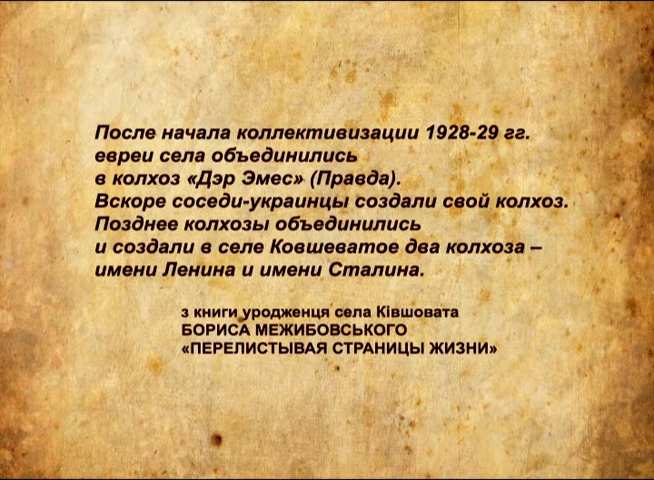 После начала коллективизации 1928-29 гг.
евреи села объединились
в колхоз «Дэр Эмес» (Правда).
Вскоре соседи-украинцы создали свой колхоз.
Позднее колхозы объединились
и создали в селе Ковшеватое два колхоза –
имени Ленина и имени Сталина.
з книги уродженця села Ківшовата
БОРИСА МЕЖИБОВСЬКОГО
«ПЕРЕЛИСТЫВАЯ СТРАНИЦЫ ЖИЗНИ»